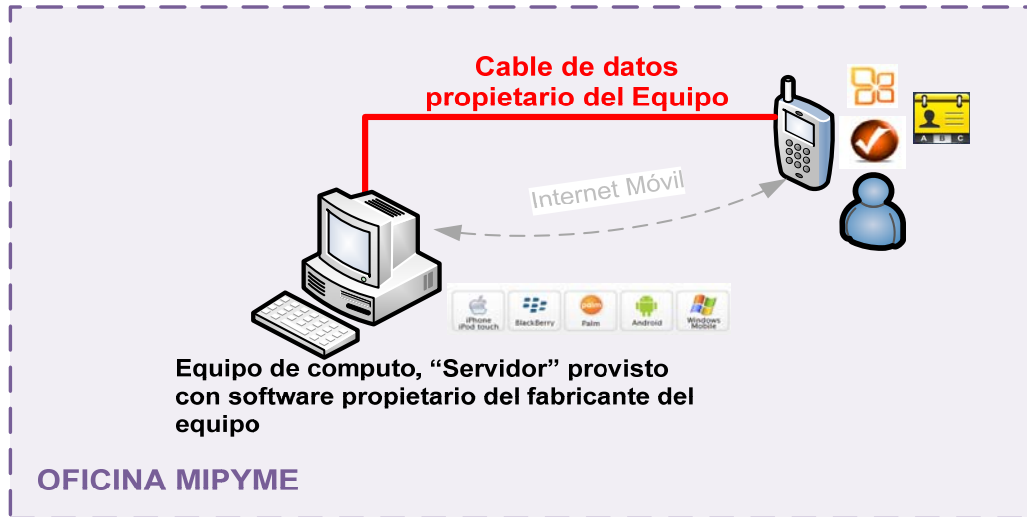 Cable de datos
propietario del Equipo
A B C
Internet Móvil
iPhone
iPod touch
BlackBerry
palm
Palm
Android
Windows
Mobile
Equipo de computo, “Servidor” provisto
con software propietario del fabricante del
equipo
OFICINA MIPYME